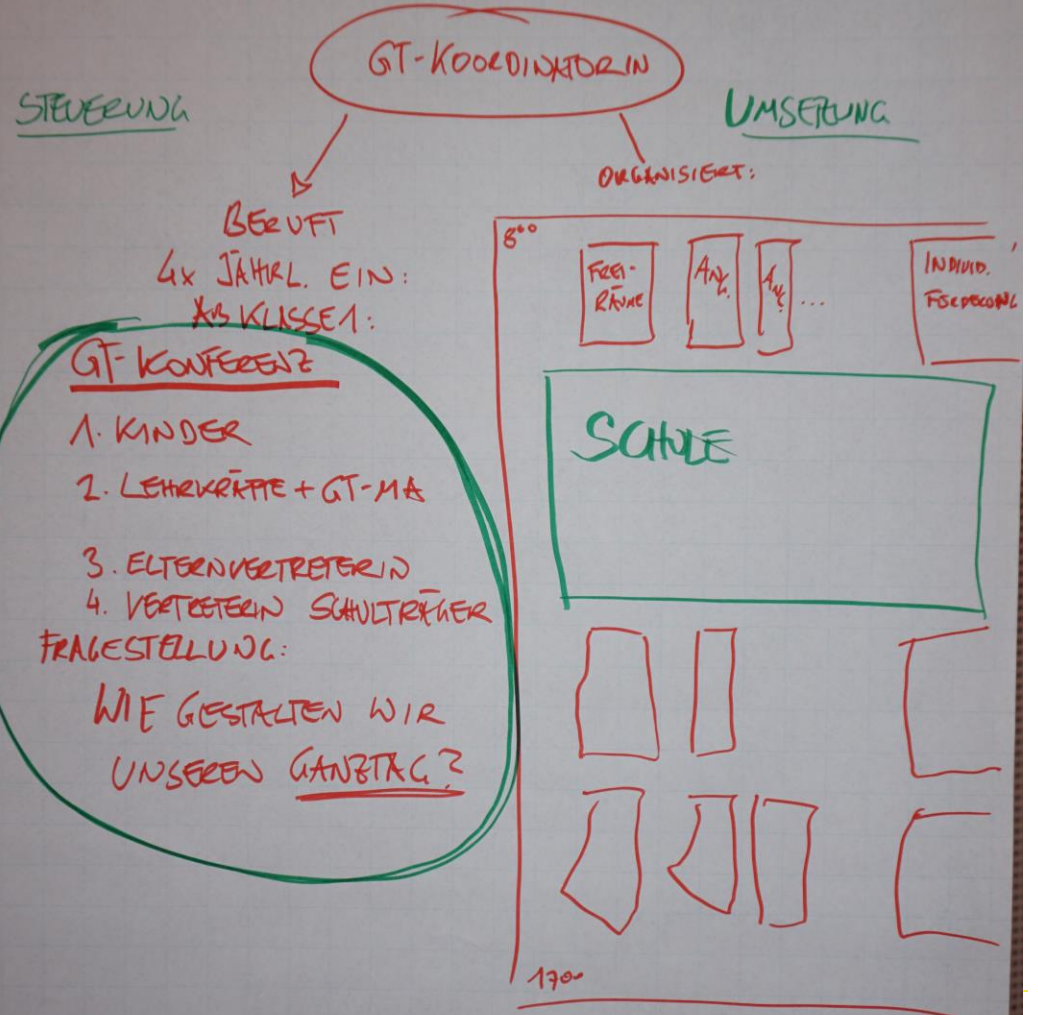 GT-KOORDINATORIN
STEUERUNG
UMSETZUNG
ORGANISIERT:
BERUFT
4x JÄHRL. EIN:
AB KLASSE 1:
GT-KONFERENZ
1. KINDER
2. LEHRKRÄFTE + GT-MA
3. ELTERNVERTRETERIN
4. VERTRETERIN SCHULTRÄGER
FRAGESTELLUNG:
WIE GESTALTEN WIR
UNSEREN GANZTAG?
8⁰⁰
FREI-
RÄUME
ANG.
ANG.
...
INDIVID.
FÖRDERUNG
SCHULE
17⁰⁰